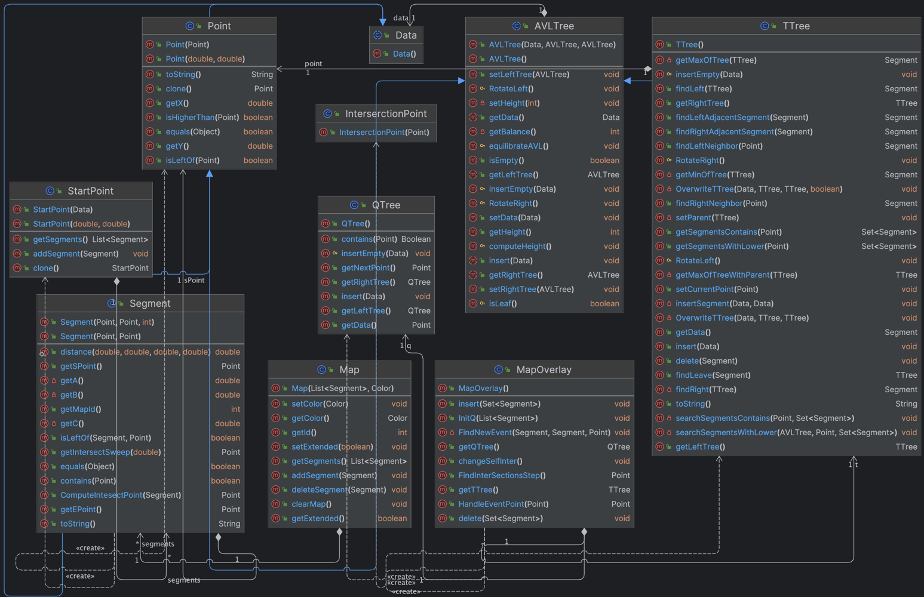 Point
Point(Point)
Point(double, double)
toString() String
clone() Point
getX() double
isHigherThan(Point) boolean
equals(Object) boolean
getY() double
isLeftOf(Point) boolean
data 1
1
Data
Data()
AVLTree
AVLTree(Data, AVLTree, AVLTree)
AVLTree()
setLeftTree(AVLTree) void
RotateLeft() void
setHeight(int) void
getData() Data
getBalance() int
equilibrateAVL() void
isEmpty() boolean
getLeftTree() AVLTree
insertEmpty(Data) void
RotateRight() void
setData(Data) void
getHeight() int
computeHeight() void
insert(Data) void
getRightTree() AVLTree
setRightTree(AVLTree) void
isLeaf() boolean
TTree
TTree()
getMaxOfTree(TTree) Segment
insertEmpty(Data) void
findLeft(TTree) Segment
getRightTree() TTree
findLeftAdjacentSegment(Segment) Segment
findRightAdjacentSegment(Segment) Segment
findLeftNeighbor(Point) Segment
RotateRight() void
getMinOfTree(TTree) Segment
OverwriteTTree(Data, TTree, TTree, boolean) void
findRightNeighbor(Point) Segment
setParent(TTree) void
getSegmentsContains(Point) Set<Segment>
getSegmentsWithLower(Point) Set<Segment>
RotateLeft() void
getMaxOfTreeWithParent(TTree) TTree
setCurrentPoint(Point) void
insertSegment(Data, Data) void
OverwriteTTree(Data, TTree, TTree) void
getData() Segment
insert(Data) void
delete(Segment) void
findLeave(Segment) TTree
findRight(TTree) Segment
toString() String
searchSegmentsContains(Point, Set<Segment>) void
searchSegmentsWithLower(AVLTree, Point, Set<Segment>) void
getLeftTree() TTree
point
1
1
InterserctionPoint
InterserctionPoint(Point)
StartPoint
StartPoint(Data)
StartPoint(double, double)
getSegments() List<Segment>
addSegment(Segment) void
clone() StartPoint
QTree
QTree()
contains(Point) Boolean
insertEmpty(Data) void
getNextPoint() Point
getRightTree() QTree
insert(Data) void
getLeftTree() QTree
getData() Point
1 sPoint
1 q
Segment
Segment(Point, Point, int)
Segment(Point, Point)
distance(double, double, double, double) double
getSPoint() Point
getA() double
getB() double
getMapId() int
getC() double
isLeftOf(Segment, Point) boolean
getIntersectSweep(double) Point
equals(Object) boolean
contains(Point) boolean
ComputeIntesectPoint(Segment) Point
getEPoint() Point
toString() String
Map
Map(List<Segment>, Color)
setColor(Color) void
getColor() Color
getId() int
setExtended(boolean) void
getSegments() List<Segment>
addSegment(Segment) void
deleteSegment(Segment) void
clearMap() void
getExtended() boolean
MapOverlay
MapOverlay()
insert(Set<Segment>) void
InitQ(List<Segment>) void
FindNewEvent(Segment, Segment, Point) void
getQTree() QTree
changeSelfInter() void
FindInterSectionsStep() Point
getTTree() TTree
HandleEventPoint(Point) Point
delete(Set<Segment>) void
1 t
* segments
«create»
*
1
1
1
«create»
segments
«create»
1
«create»
«create»